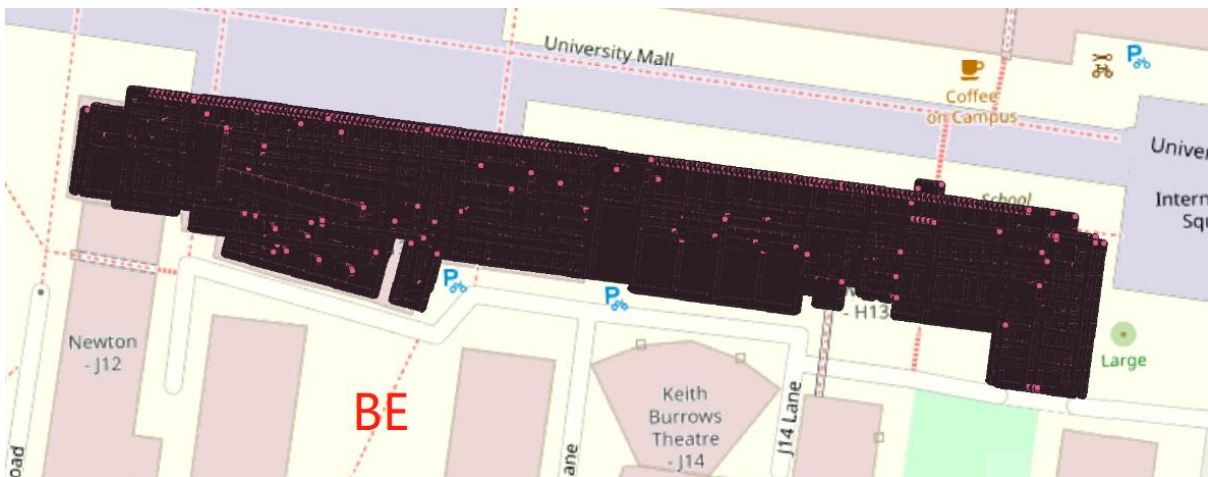 University Mall
P
Coffee
on Campus
Univer
School
Intern
Squ
P
P
- H13
Newton
- J12
Large
BE
Keith
Burrows
Theatre
- J14
J14 Lane
ane
oad